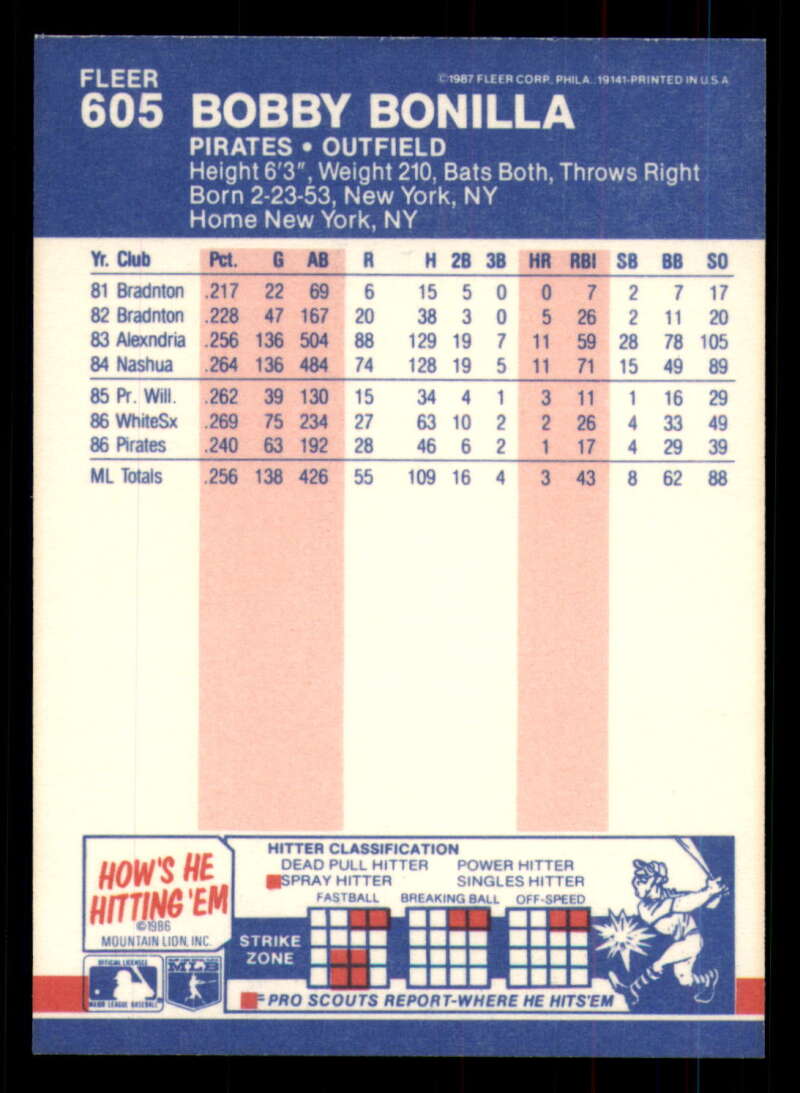 FLEER
605
©1987 FLEER CORP. PHILA. 19141-PRINTED IN U.S.A
BOBBY BONILLA
PIRATES • OUTFIELD
Height 6'3", Weight 210, Bats Both, Throws Right
Born 2-23-53, New York, NY
Home New York, NY
Yr. Club Pct. G AB R H 2B 3B HR RBI SB BB SO
81 Bradnton .217 22 69 6 15 5 0 0 7 2 7 17
82 Bradnton .228 47 167 20 38 3 0 5 26 2 11 20
83 Alexndria .256 136 504 88 129 19 7 11 59 28 78 105
84 Nashua .264 136 484 74 128 19 5 11 71 15 49 89
85 Pr. Will. .262 39 130 15 34 4 1 3 11 1 16 29
86 WhiteSx .269 75 234 27 63 10 2 2 26 4 33 49
86 Pirates .240 63 192 28 46 6 2 1 17 4 29 39
ML Totals .256 138 426 55 109 16 4 3 43 8 62 88
HOW'S HE
HITTING 'EM
©1986
MOUNTAIN LION, INC.
HITTER CLASSIFICATION
DEAD PULL HITTER POWER HITTER
SPRAY HITTER SINGLES HITTER
FASTBALL BREAKING BALL OFF-SPEED
STRIKE
ZONE
OFFICIAL LICENSEE
MAJOR LEAGUE BASEBALL
MLB
= PRO SCOUTS REPORT-WHERE HE HITS'EM